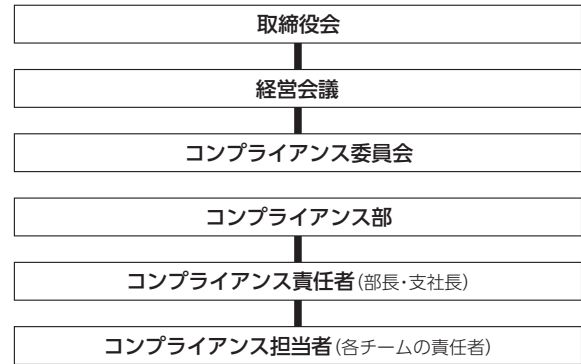 取締役会
経営会議
コンプライアンス委員会
コンプライアンス部
コンプライアンス責任者(部長・支社長)
コンプライアンス担当者(各チームの責任者)